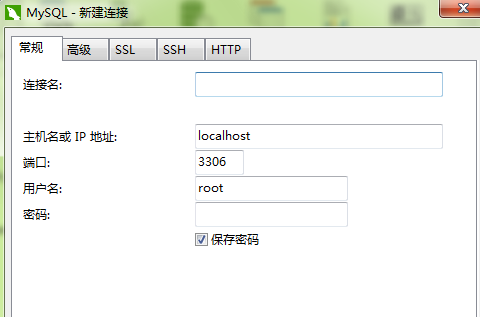 MySQL - 新建连接
常规 高级 SSL SSH HTTP
连接名:
主机名或 IP 地址: localhost
端口: 3306
用户名: root
密码:
保存密码